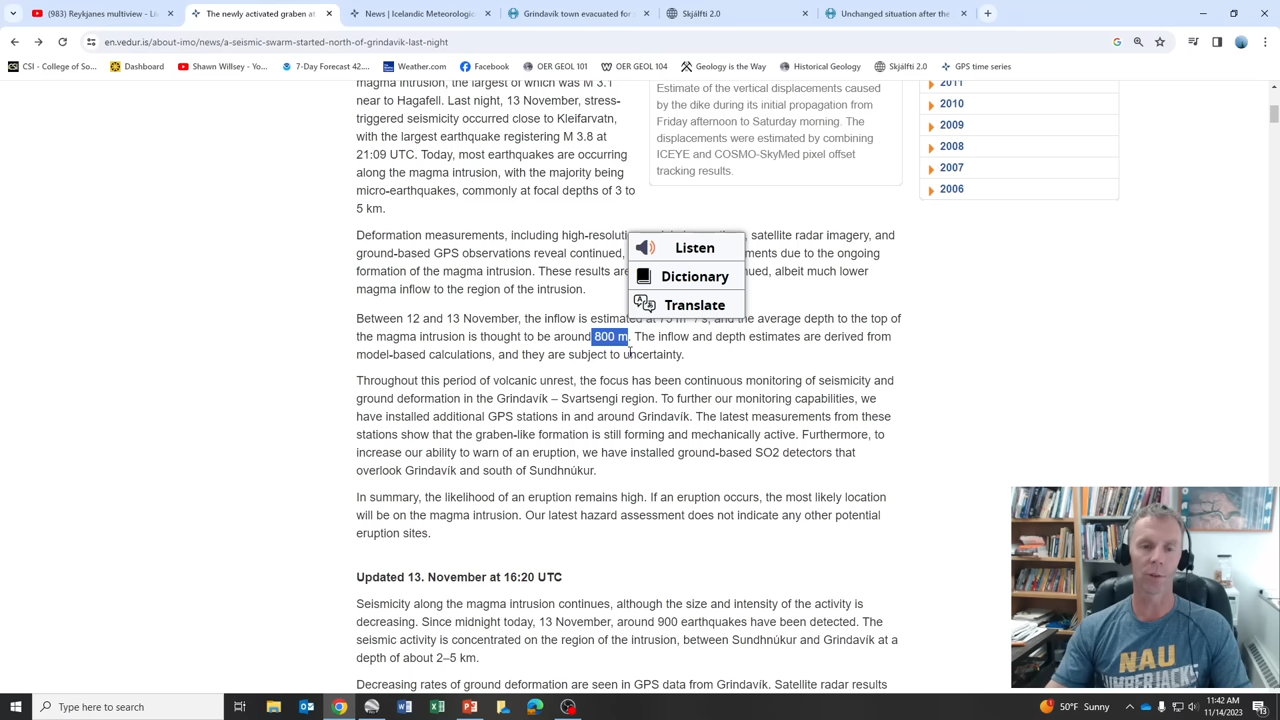 (983) Reykjanes multiview - Li
The newly activated graben at
News | Icelandic Meteorologic
Grindavík town evacuated for
Skjálfti 2.0
Unchanged situation after the
en.vedur.is/about-imo/news/a-seismic-swarm-started-north-of-grindavik-last-night
CSI - College of So...
Dashboard
Shawn Willsey - Yo...
7-Day Forecast 42....
Weather.com
Facebook
OER GEOL 101
OER GEOL 104
Geology is the Way
Historical Geology
Skjálfti 2.0
GPS time series
magma intrusion, the largest of which was M 3.1
near to Hagafell. Last night, 13 November, stress-
triggered seismicity occurred close to Kleifarvatn,
with the largest earthquake registering M 3.8 at
21:09 UTC. Today, most earthquakes are occurring
along the magma intrusion, with the majority being
micro-earthquakes, commonly at focal depths of 3 to
5 km.
Estimate of the vertical displacements caused
by the dike during its initial propagation from
Friday afternoon to Saturday morning. The
displacements were estimated by combining
ICEYE and COSMO-SkyMed pixel offset
tracking results.
2011
2010
2009
2008
2007
2006
Deformation measurements, including satellite radar imagery, and
ground-based GPS observations reveal continued, due to the ongoing
formation of the magma intrusion. These results are albeit much lower
magma inflow to the region of the intrusion.
Listen
Dictionary
Translate
Between 12 and 13 November, the inflow is estimated at and the average depth to the top of
the magma intrusion is thought to be around 800 m. The inflow and depth estimates are derived from
model-based calculations, and they are subject to uncertainty.
Throughout this period of volcanic unrest, the focus has been continuous monitoring of seismicity and
ground deformation in the Grindavík – Svartsengi region. To further our monitoring capabilities, we
have installed additional GPS stations in and around Grindavík. The latest measurements from these
stations show that the graben-like formation is still forming and mechanically active. Furthermore, to
increase our ability to warn of an eruption, we have installed ground-based SO2 detectors that
overlook Grindavík and south of Sundhnúkur.
In summary, the likelihood of an eruption remains high. If an eruption occurs, the most likely location
will be on the magma intrusion. Our latest hazard assessment does not indicate any other potential
eruption sites.
Updated 13. November at 16:20 UTC
Seismicity along the magma intrusion continues, although the size and intensity of the activity is
decreasing. Since midnight today, 13 November, around 900 earthquakes have been detected. The
seismic activity is concentrated on the region of the intrusion, between Sundhnúkur and Grindavík at a
depth of about 2–5 km.
Decreasing rates of ground deformation are seen in GPS data from Grindavík. Satellite radar results
NAU
LUMBERJACKS
Type here to search
50°F Sunny
11:42 AM
11/14/2023